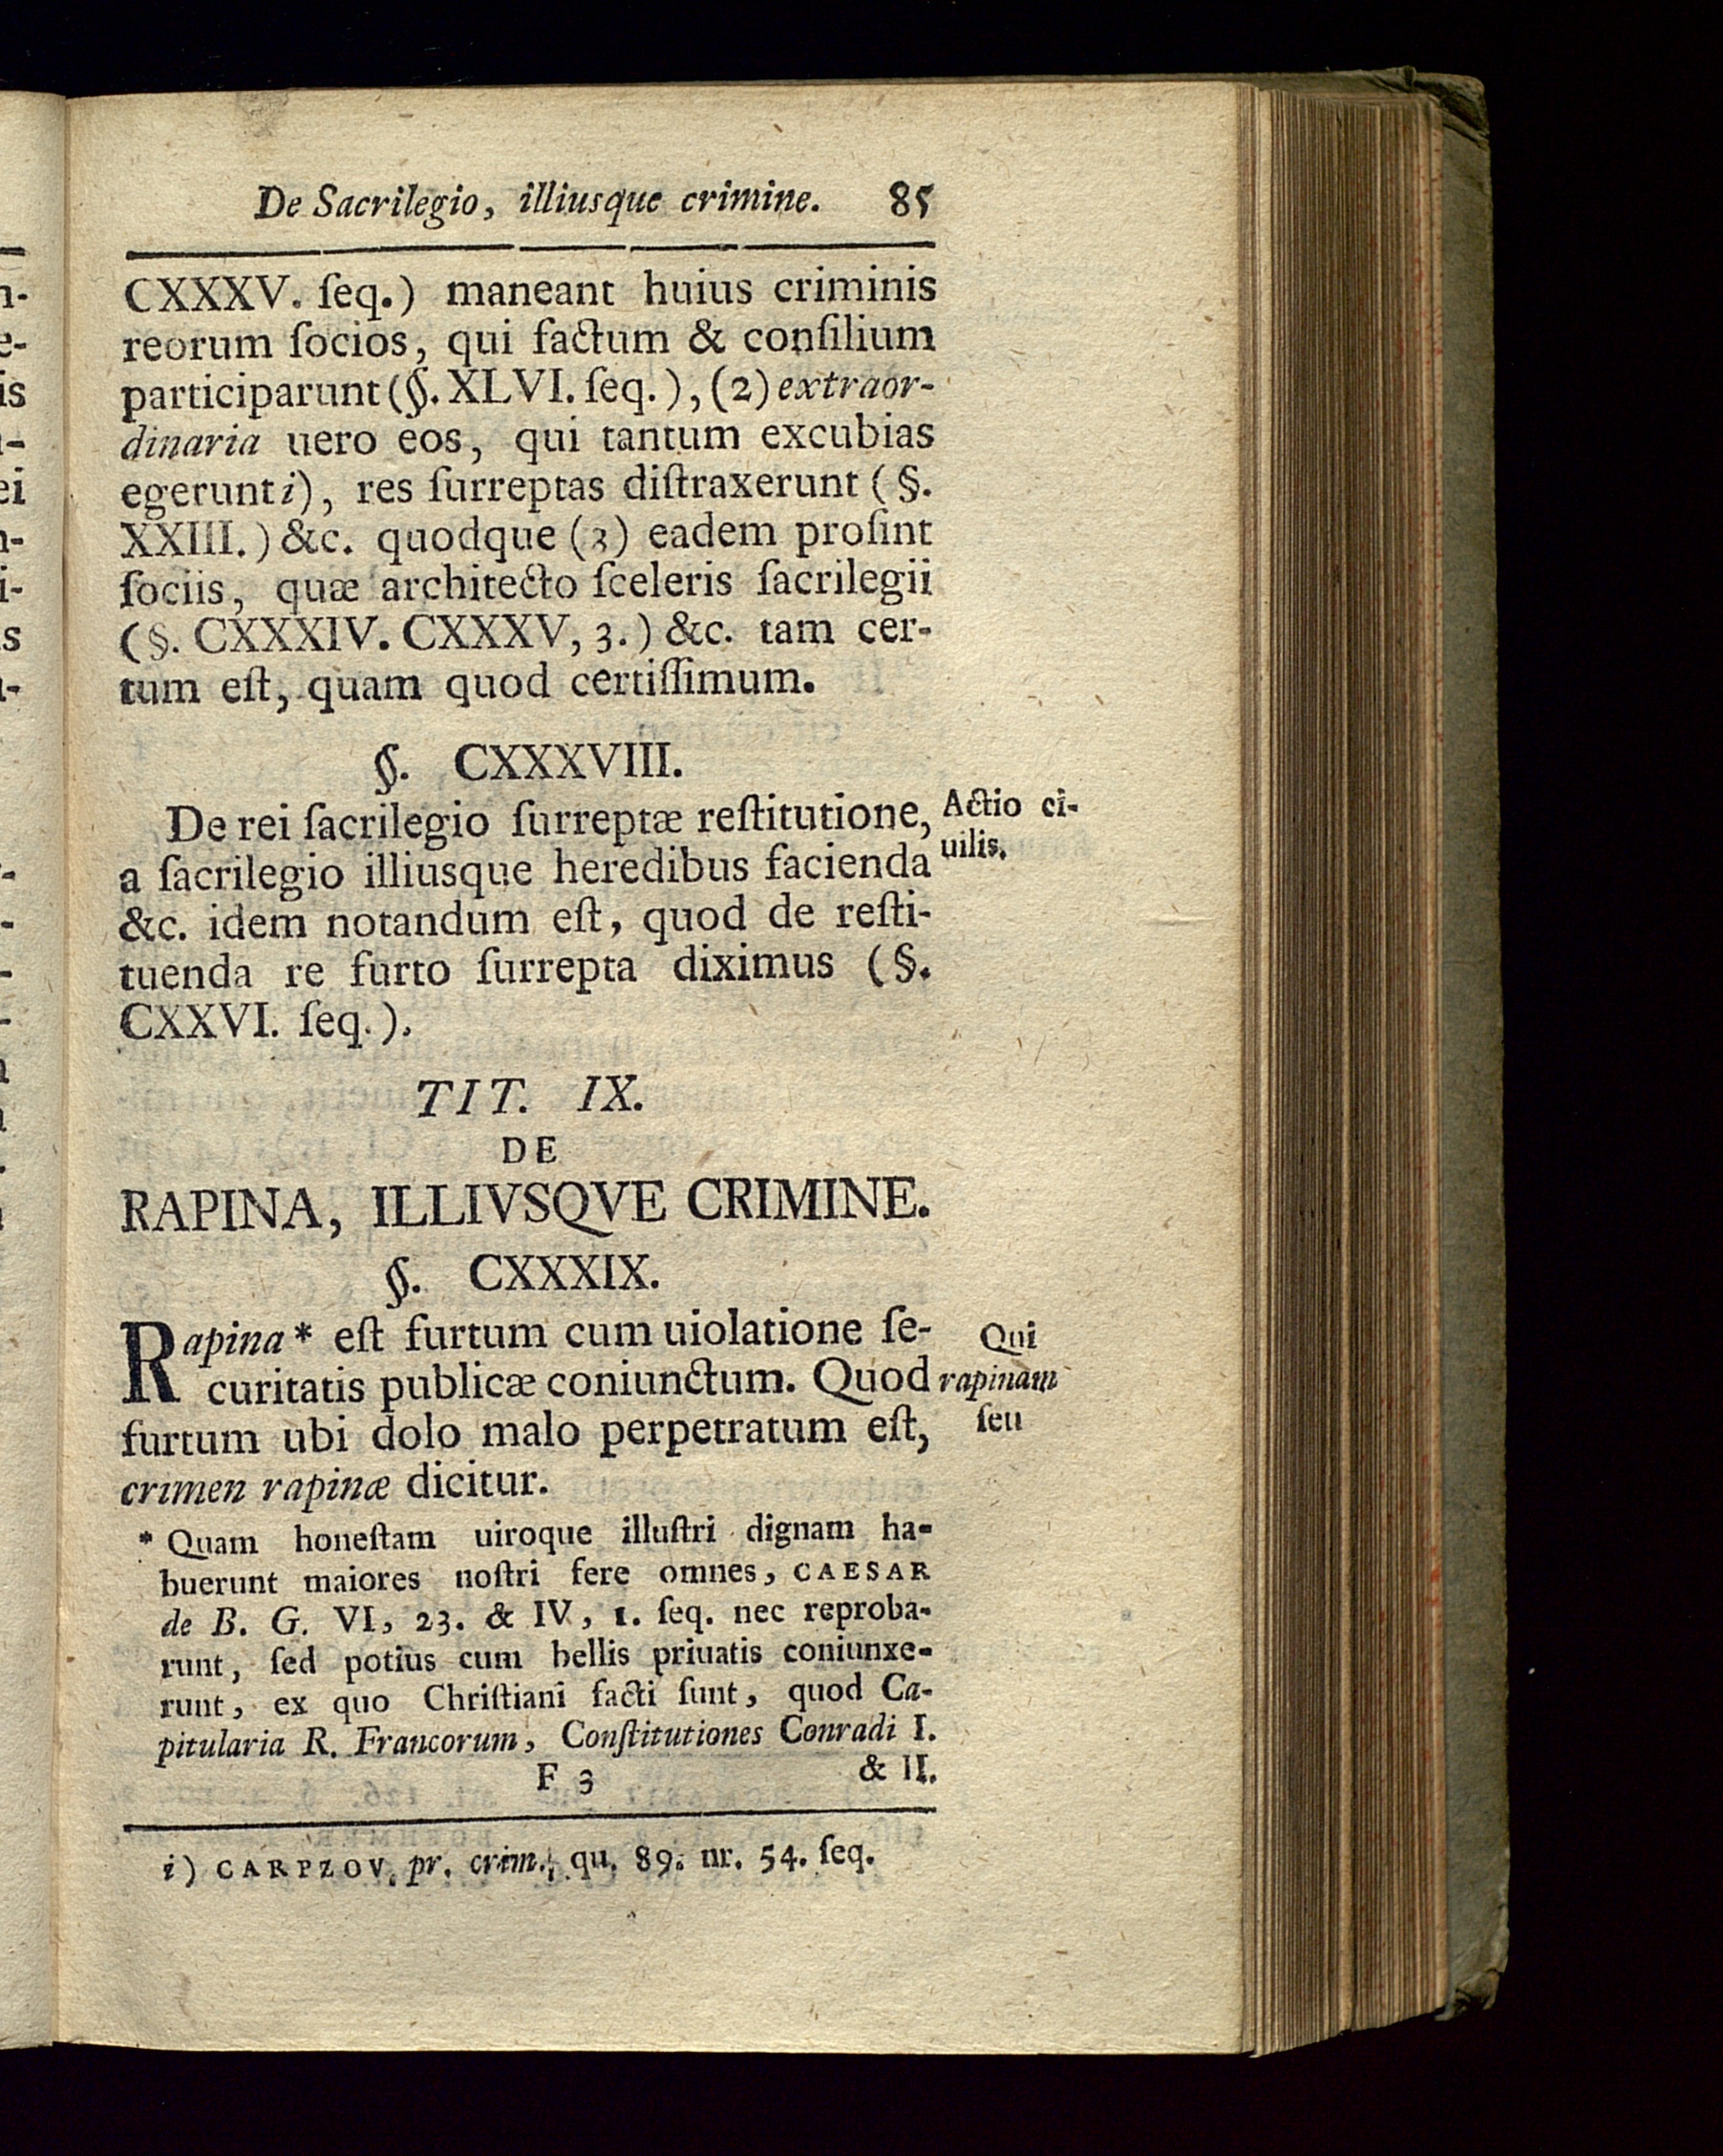 De Sacrilegio, illiusque crimine. 85
CXXXV. ſeq.) maneant huius criminis
reorum ſocios, qui factum & conſilium
participarunt (§. XLVI. ſeq.), (2) extraor-
dinaria uero eos, qui tantum excubias
egerunt i), res ſurreptas diſtraxerunt (§.
XXIII.) &c. quodque (3) eadem proſint
ſociis, quæ architecto ſceleris ſacrilegii
(§. CXXXIV. CXXXV, 3.) &c. tam cer-
tum eſt, quam quod certiſſimum.
§. CXXXVIII.
De rei ſacrilegio ſurreptæ reſtitutione,
a ſacrilegio illiusque heredibus facienda
&c. idem notandum eſt, quod de reſti-
tuenda re furto ſurrepta diximus (§.
CXXVI. ſeq.).
Actio ci-
uilis.
TIT. IX.
DE
RAPINA, ILLIVSQVE CRIMINE.
§. CXXXIX.
Rapina* eſt furtum cum uiolatione ſe-
curitatis publicæ coniunctum. Quod
furtum ubi dolo malo perpetratum eſt,
crimen rapinæ dicitur.
Qui
rapinam
ſeu
* Quam honeſtam uiroque illuſtri dignam ha-
buerunt maiores noſtri fere omnes, CAESAR
de B. G. VI, 23. & IV, 1. ſeq. nec reproba-
runt, ſed potius cum bellis priuatis coniunxe-
runt, ex quo Chriſtiani facti ſunt, quod Ca-
pitularia R. Francorum, Conſtitutiones Conradi I.
F 3 & II.
i) CARPZOV. pr. crim. qu. 89. nr. 54. ſeq.